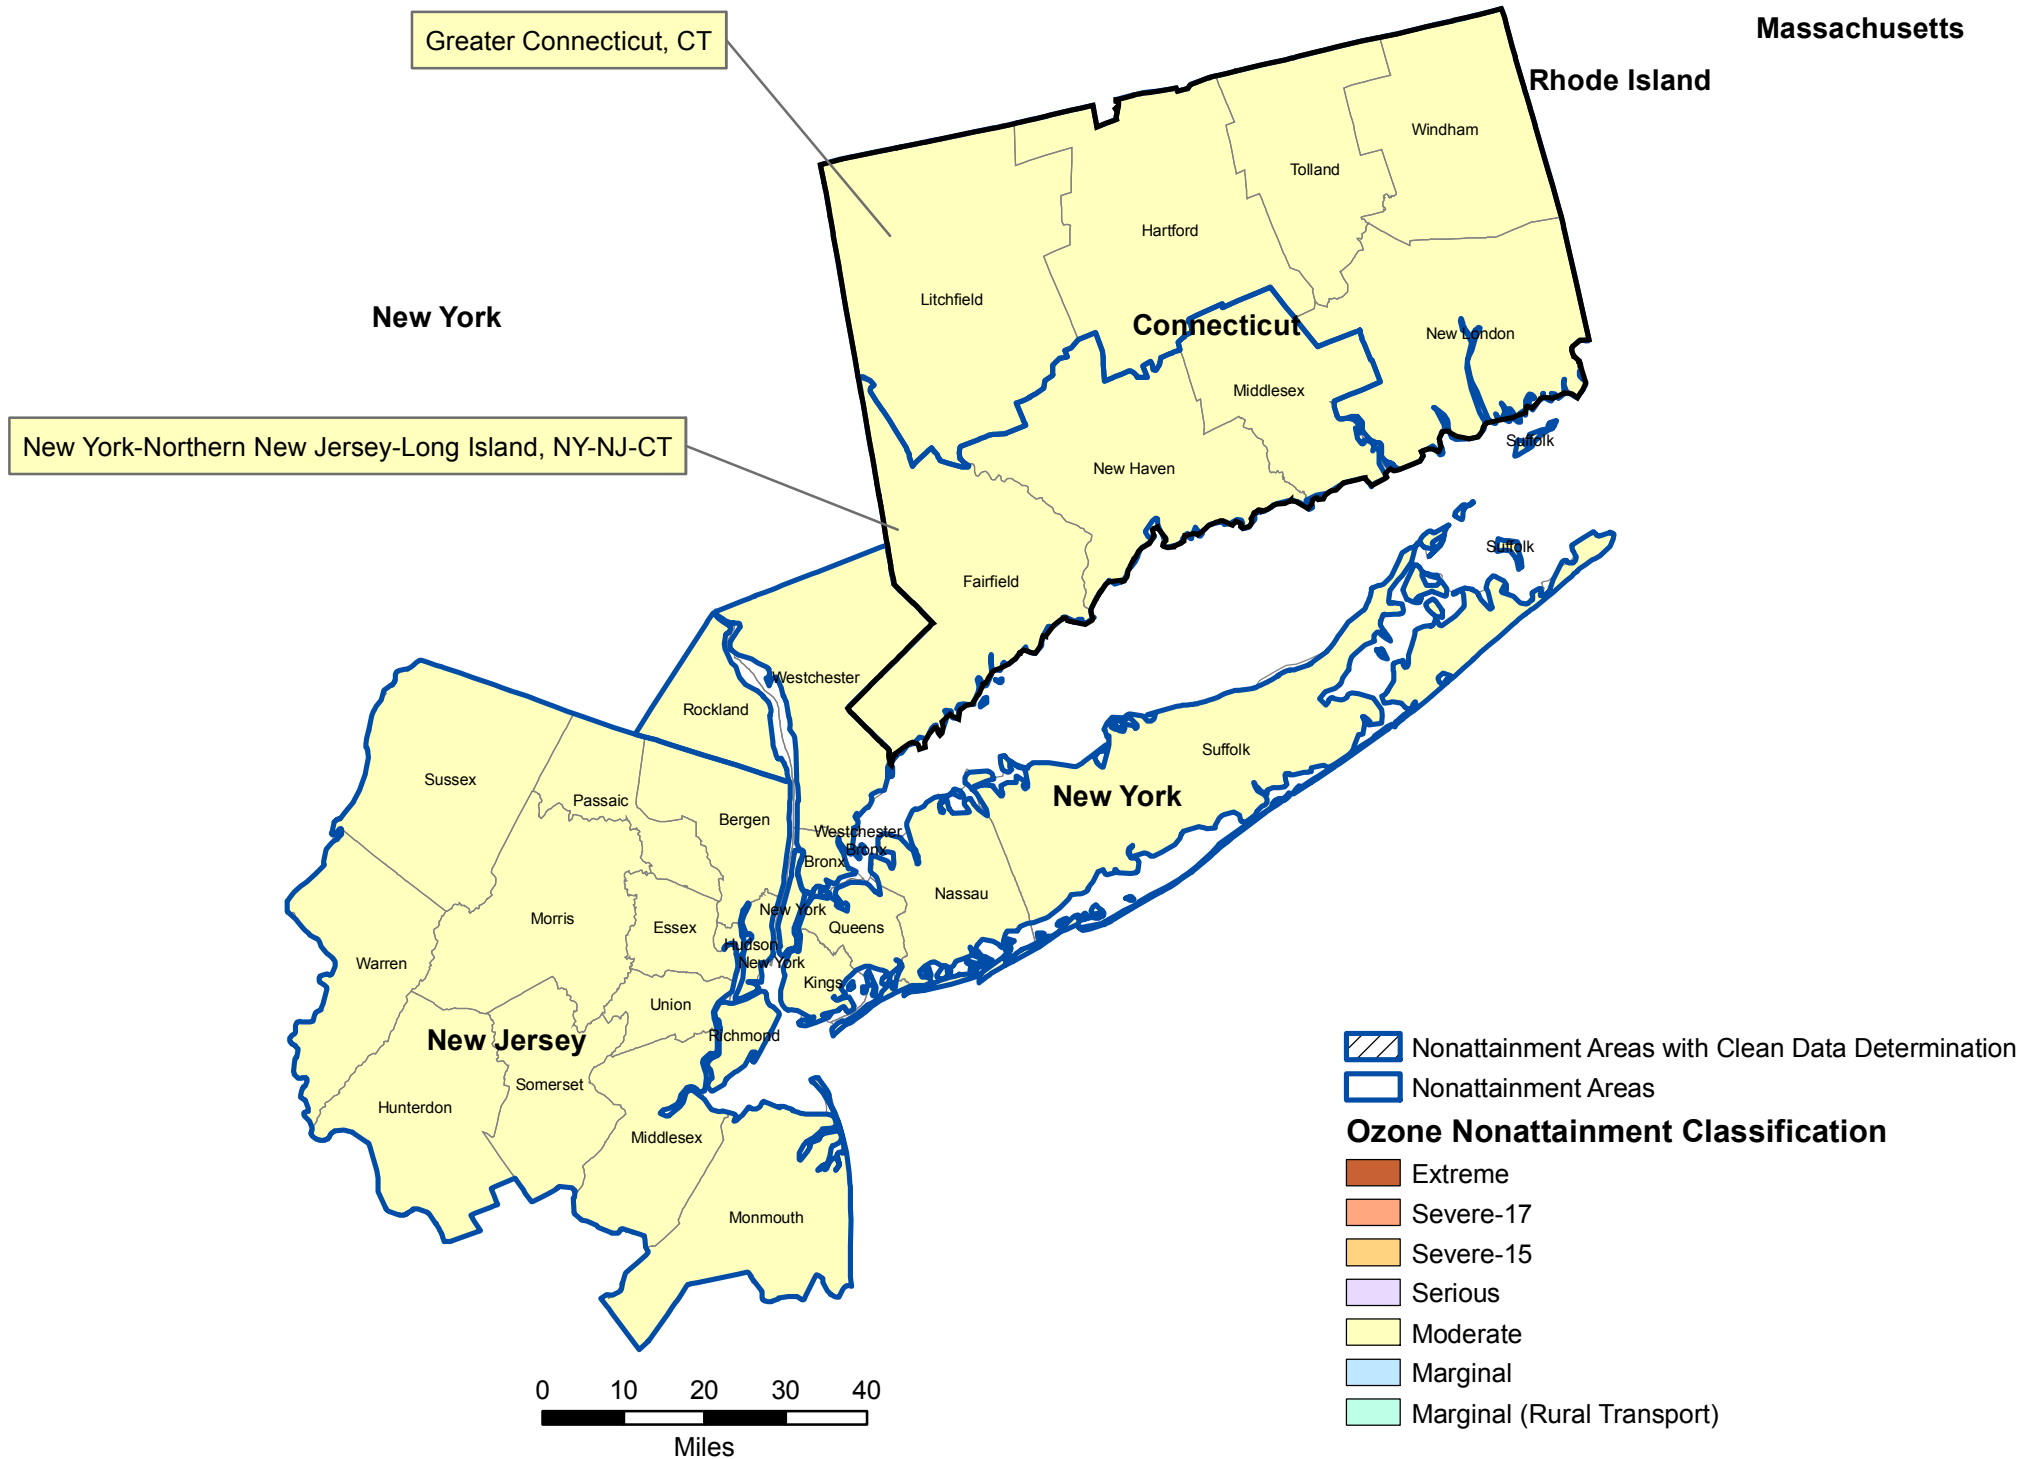 Massachusetts
Greater Connecticut, CT
Rhode Island
Windham
Tolland
Hartford
Litchfield
New York
Connecticut
New London
Middlesex
Suffolk
New York-Northern New Jersey-Long Island, NY-NJ-CT
New Haven
Suffolk
Fairfield
Westchester
Rockland
Suffolk
Sussex
New York
Passaic
Bergen
Westchester
Bronx
Bronx
Nassau
New York
Morris
Essex
Queens
Hudson
New York
Warren
Kings
Union
Richmond
New Jersey
Somerset
Hunterdon
Middlesex
Monmouth
Nonattainment Areas with Clean Data Determination
Nonattainment Areas
Ozone Nonattainment Classification
Extreme
Severe-17
Severe-15
Serious
Moderate
Marginal
Marginal (Rural Transport)
0 10 20 30 40
Miles